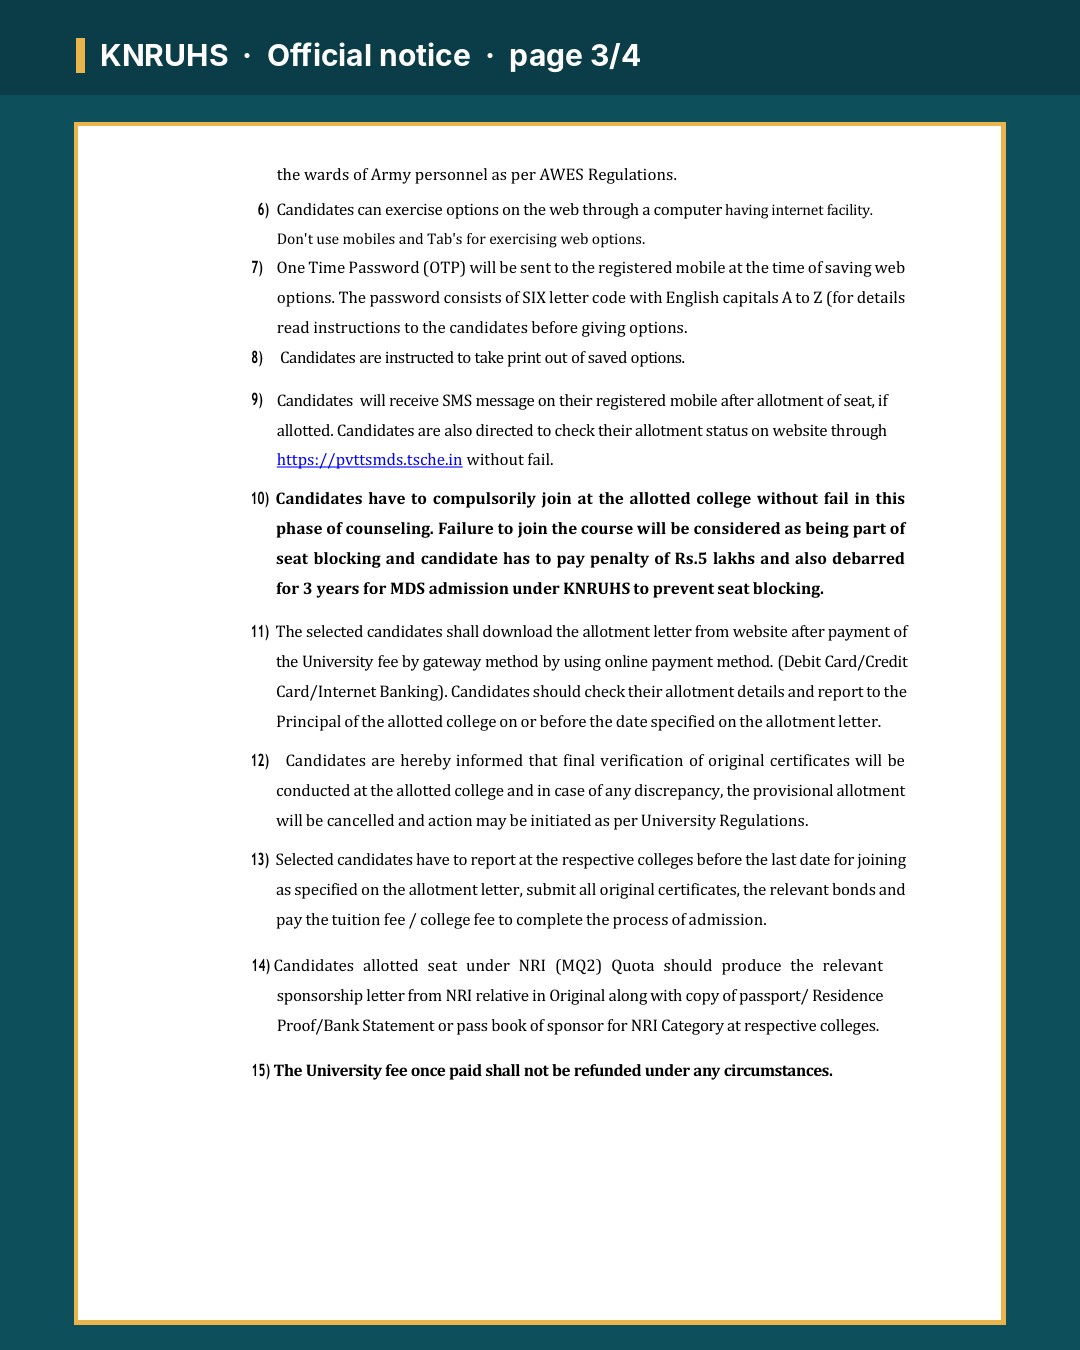 KNRUHS · Official notice · page 3/4
the wards of Army personnel as per AWES Regulations.
6) Candidates can exercise options on the web through a computer having internet facility.
Don't use mobiles and Tab's for exercising web options.
7) One Time Password (OTP) will be sent to the registered mobile at the time of saving web
options. The password consists of SIX letter code with English capitals A to Z (for details
read instructions to the candidates before giving options.
8) Candidates are instructed to take print out of saved options.
9) Candidates will receive SMS message on their registered mobile after allotment of seat, if
allotted. Candidates are also directed to check their allotment status on website through
https://pvttsmds.tsche.in without fail.
10) Candidates have to compulsorily join at the allotted college without fail in this
phase of counseling. Failure to join the course will be considered as being part of
seat blocking and candidate has to pay penalty of Rs.5 lakhs and also debarred
for 3 years for MDS admission under KNRUHS to prevent seat blocking.
11) The selected candidates shall download the allotment letter from website after payment of
the University fee by gateway method by using online payment method. (Debit Card/Credit
Card/Internet Banking). Candidates should check their allotment details and report to the
Principal of the allotted college on or before the date specified on the allotment letter.
12) Candidates are hereby informed that final verification of original certificates will be
conducted at the allotted college and in case of any discrepancy, the provisional allotment
will be cancelled and action may be initiated as per University Regulations.
13) Selected candidates have to report at the respective colleges before the last date for joining
as specified on the allotment letter, submit all original certificates, the relevant bonds and
pay the tuition fee / college fee to complete the process of admission.
14) Candidates allotted seat under NRI (MQ2) Quota should produce the relevant
sponsorship letter from NRI relative in Original along with copy of passport/ Residence
Proof/Bank Statement or pass book of sponsor for NRI Category at respective colleges.
15) The University fee once paid shall not be refunded under any circumstances.